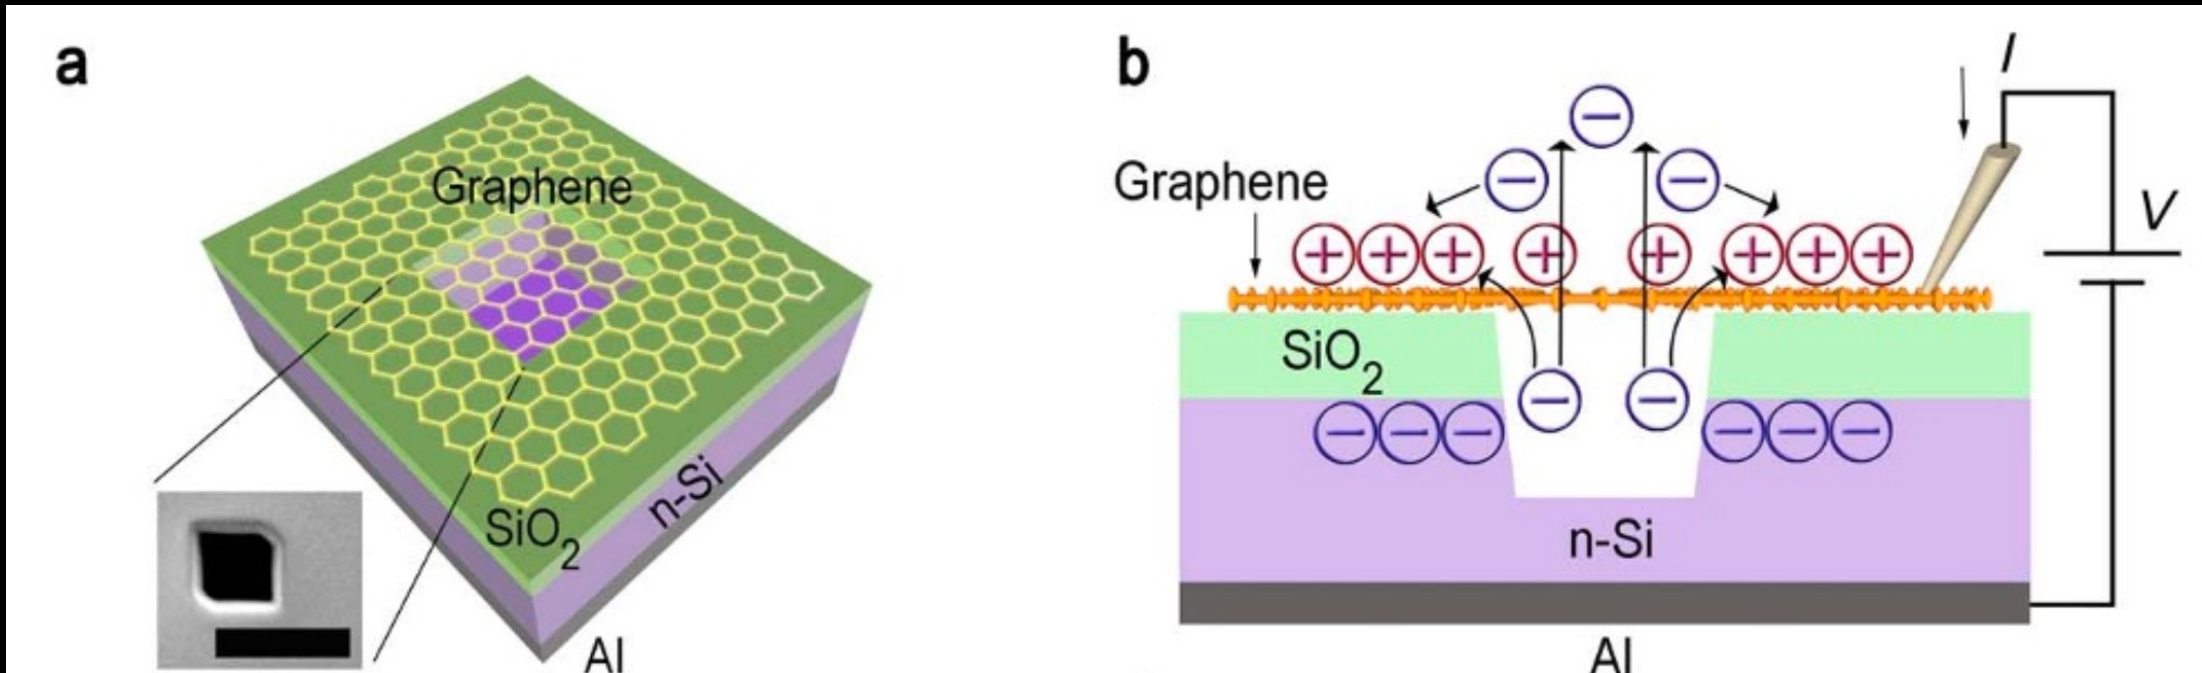 a
Graphene
SiO2
n-Si
Al
b
I
V
Graphene
SiO2
n-Si
Al